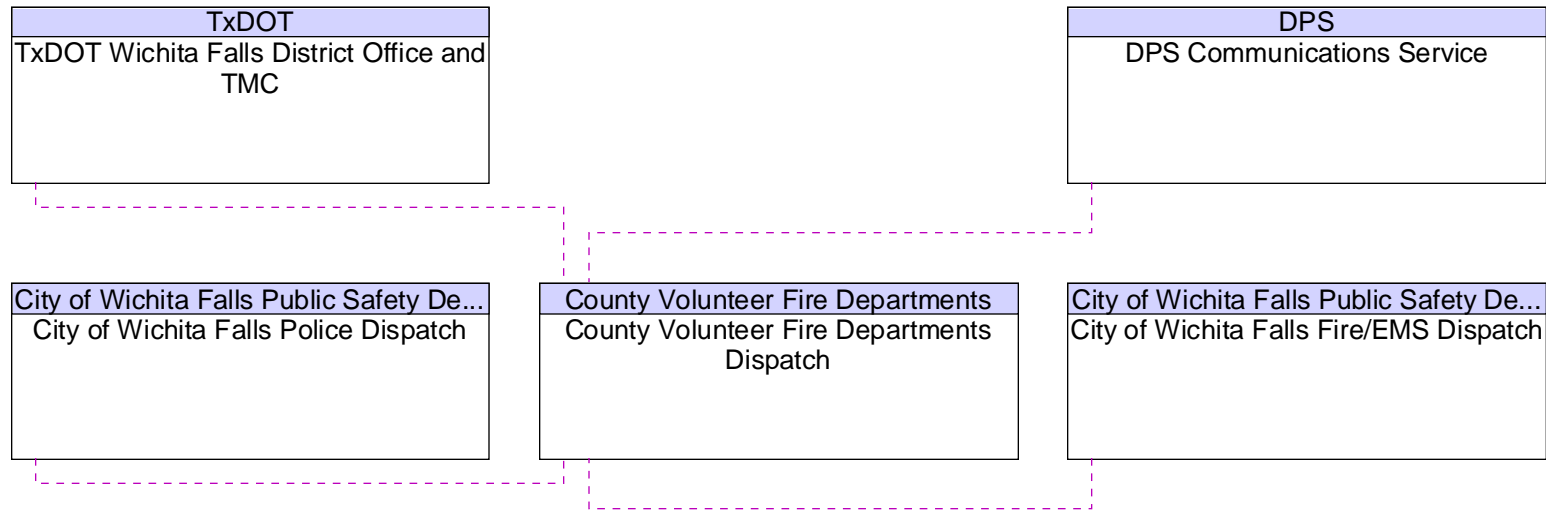 TxDOT
TxDOT Wichita Falls District Office and
TMC
DPS
DPS Communications Service
City of Wichita Falls Public Safety De...
City of Wichita Falls Police Dispatch
County Volunteer Fire Departments
County Volunteer Fire Departments
Dispatch
City of Wichita Falls Public Safety De...
City of Wichita Falls Fire/EMS Dispatch